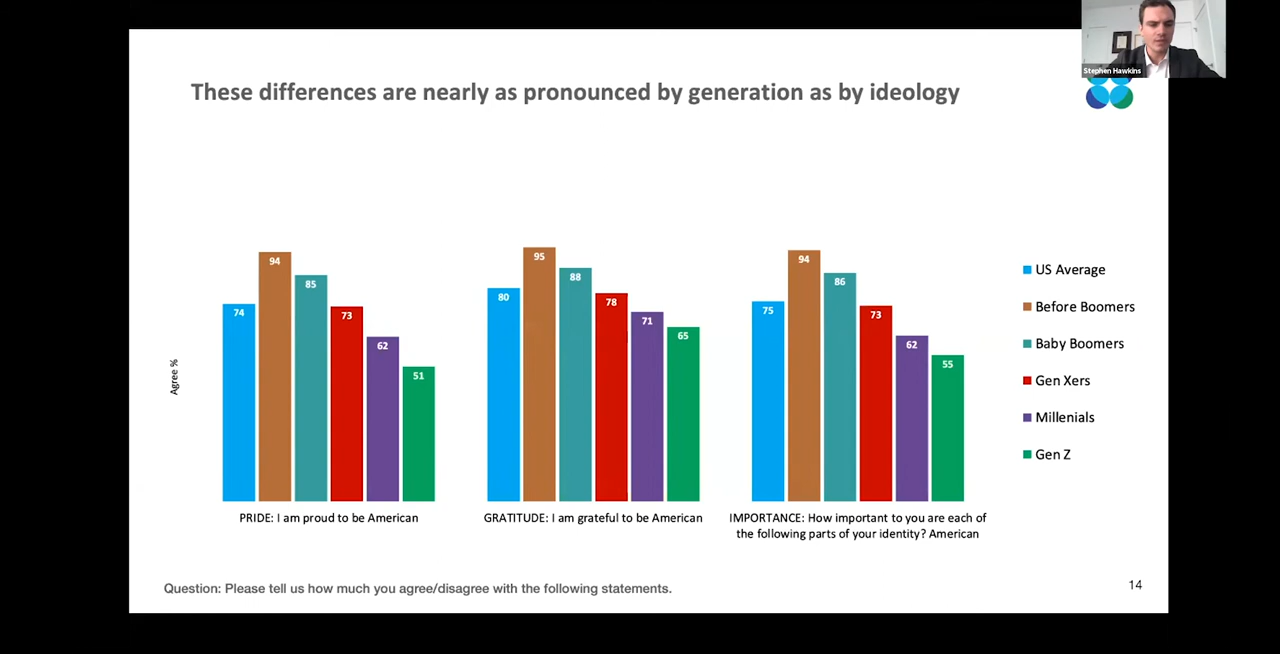 Stephen Hawkins
These differences are nearly as pronounced by generation as by ideology
Agree %
74
94
85
73
62
51
80
95
88
78
71
65
75
94
86
73
62
55
PRIDE: I am proud to be American
GRATITUDE: I am grateful to be American
IMPORTANCE: How important to you are each of
the following parts of your identity? American
US Average
Before Boomers
Baby Boomers
Gen Xers
Millenials
Gen Z
Question: Please tell us how much you agree/disagree with the following statements.
14